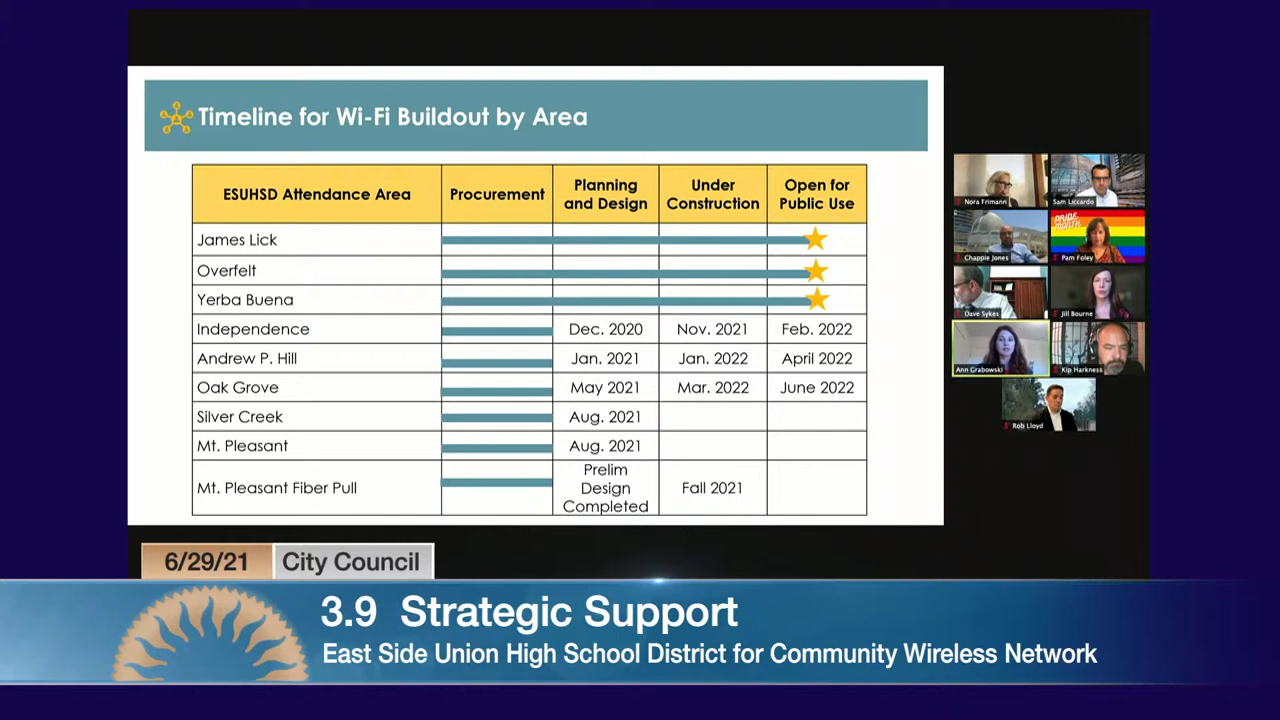 Timeline for Wi-Fi Buildout by Area
ESUHSD Attendance Area Procurement Planning and Design Under Construction Open for Public Use
James Lick
Overfelt
Yerba Buena
Independence Dec. 2020 Nov. 2021 Feb. 2022
Andrew P. Hill Jan. 2021 Jan. 2022 April 2022
Oak Grove May 2021 Mar. 2022 June 2022
Silver Creek Aug. 2021
Mt. Pleasant Aug. 2021
Mt. Pleasant Fiber Pull Prelim Design Completed Fall 2021
Nora Frimann Sam Liccardo
PRIDE MONTH
Chappie Jones Pam Foley
Dave Sykes Jill Bourne
Ann Grabowski Kip Harkness
Rob Lloyd
6/29/21 City Council
3.9 Strategic Support
East Side Union High School District for Community Wireless Network